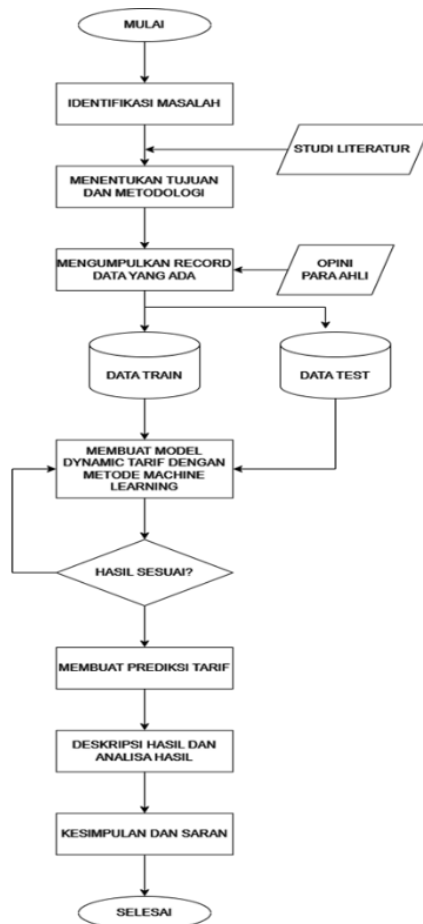 MULAI
IDENTIFIKASI MASALAH
STUDI LITERATUR
MENENTUKAN TUJUAN
DAN METODOLOGI
MENGUMPULKAN RECORD
DATA YANG ADA
OPINI
PARA AHLI
DATA TRAIN
DATA TEST
MEMBUAT MODEL
DYNAMIC TARIF DENGAN
METODE MACHINE
LEARNING
HASIL SESUAI?
MEMBUAT PREDIKSI TARIF
DESKRIPSI HASIL DAN
ANALISA HASIL
KESIMPULAN DAN SARAN
SELESAI